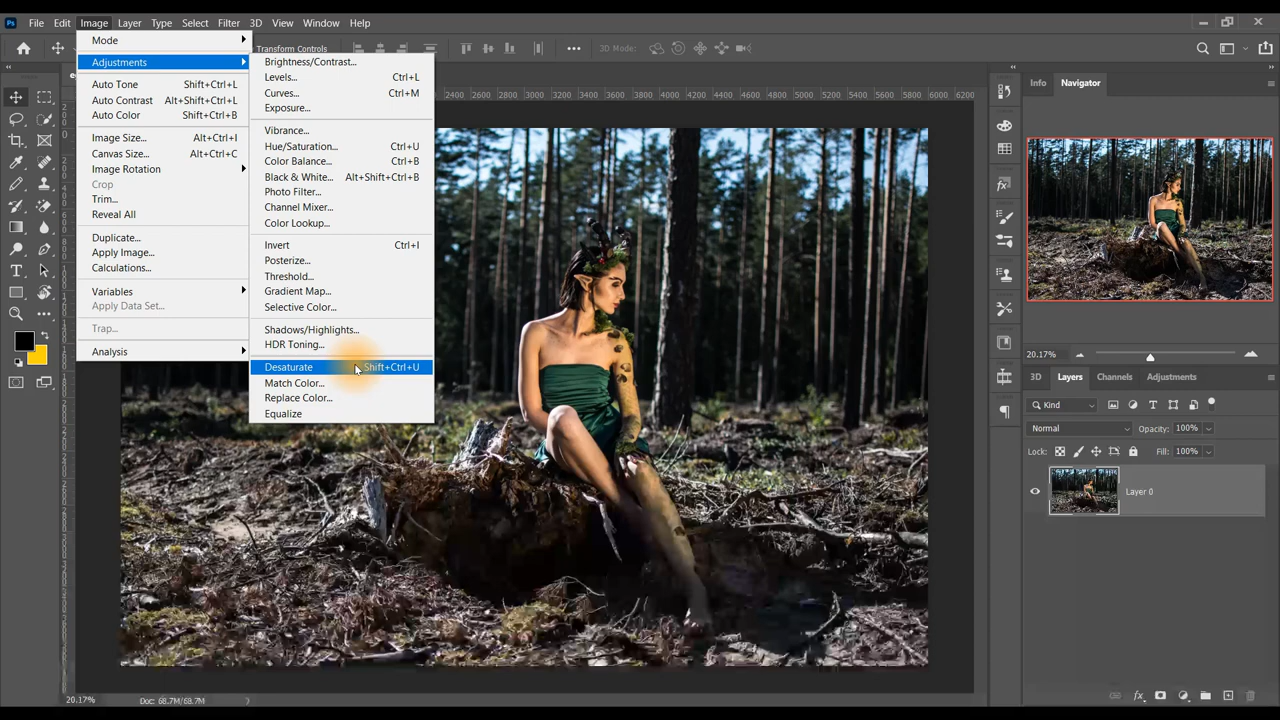 Ps File Edit Image Layer Type Select Filter 3D View Window Help
Transform Controls
3D Mode:
Mode
Adjustments
Auto Tone Shift+Ctrl+L
Auto Contrast Alt+Shift+Ctrl+L
Auto Color Shift+Ctrl+B
Image Size... Alt+Ctrl+I
Canvas Size... Alt+Ctrl+C
Image Rotation
Crop
Trim...
Reveal All
Duplicate...
Apply Image...
Calculations...
Variables
Apply Data Set...
Trap...
Analysis
Brightness/Contrast...
Levels... Ctrl+L
Curves... Ctrl+M
Exposure...
Vibrance...
Hue/Saturation... Ctrl+U
Color Balance... Ctrl+B
Black & White... Alt+Shift+Ctrl+B
Photo Filter...
Channel Mixer...
Color Lookup...
Invert Ctrl+I
Posterize...
Threshold...
Gradient Map...
Selective Color...
Shadows/Highlights...
HDR Toning...
Desaturate Shift+Ctrl+U
Match Color...
Replace Color...
Equalize
2400 2600 2800 3000 3200 3400 3600 3800 4000 4200 4400 4600 4800 5000 5200 5400 5600 5800 6000 6200
Info Navigator
20.17%
3D Layers Channels Adjustments
Kind
Normal Opacity: 100%
Lock: Fill: 100%
Layer 0
20.17% Doc: 68.7M/68.7M